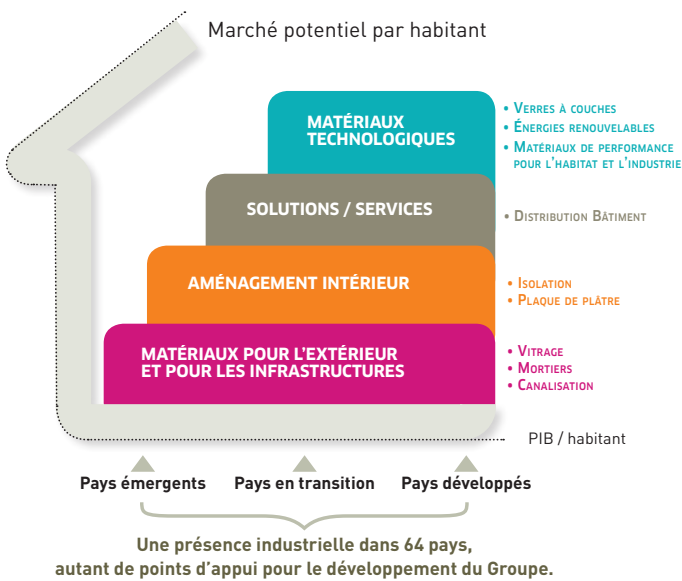 Marché potentiel par habitant
MATÉRIAUX
TECHNOLOGIQUES
• VERRES À COUCHES
• ÉNERGIES RENOUVELABLES
• MATÉRIAUX DE PERFORMANCE
POUR L'HABITAT ET L'INDUSTRIE
SOLUTIONS / SERVICES
• DISTRIBUTION BÂTIMENT
AMÉNAGEMENT INTÉRIEUR
• ISOLATION
• PLAQUE DE PLÂTRE
MATÉRIAUX POUR L'EXTÉRIEUR
ET POUR LES INFRASTRUCTURES
• VITRAGE
• MORTIERS
• CANALISATION
PIB / habitant
Pays émergents
Pays en transition
Pays développés
Une présence industrielle dans 64 pays,
autant de points d'appui pour le développement du Groupe.